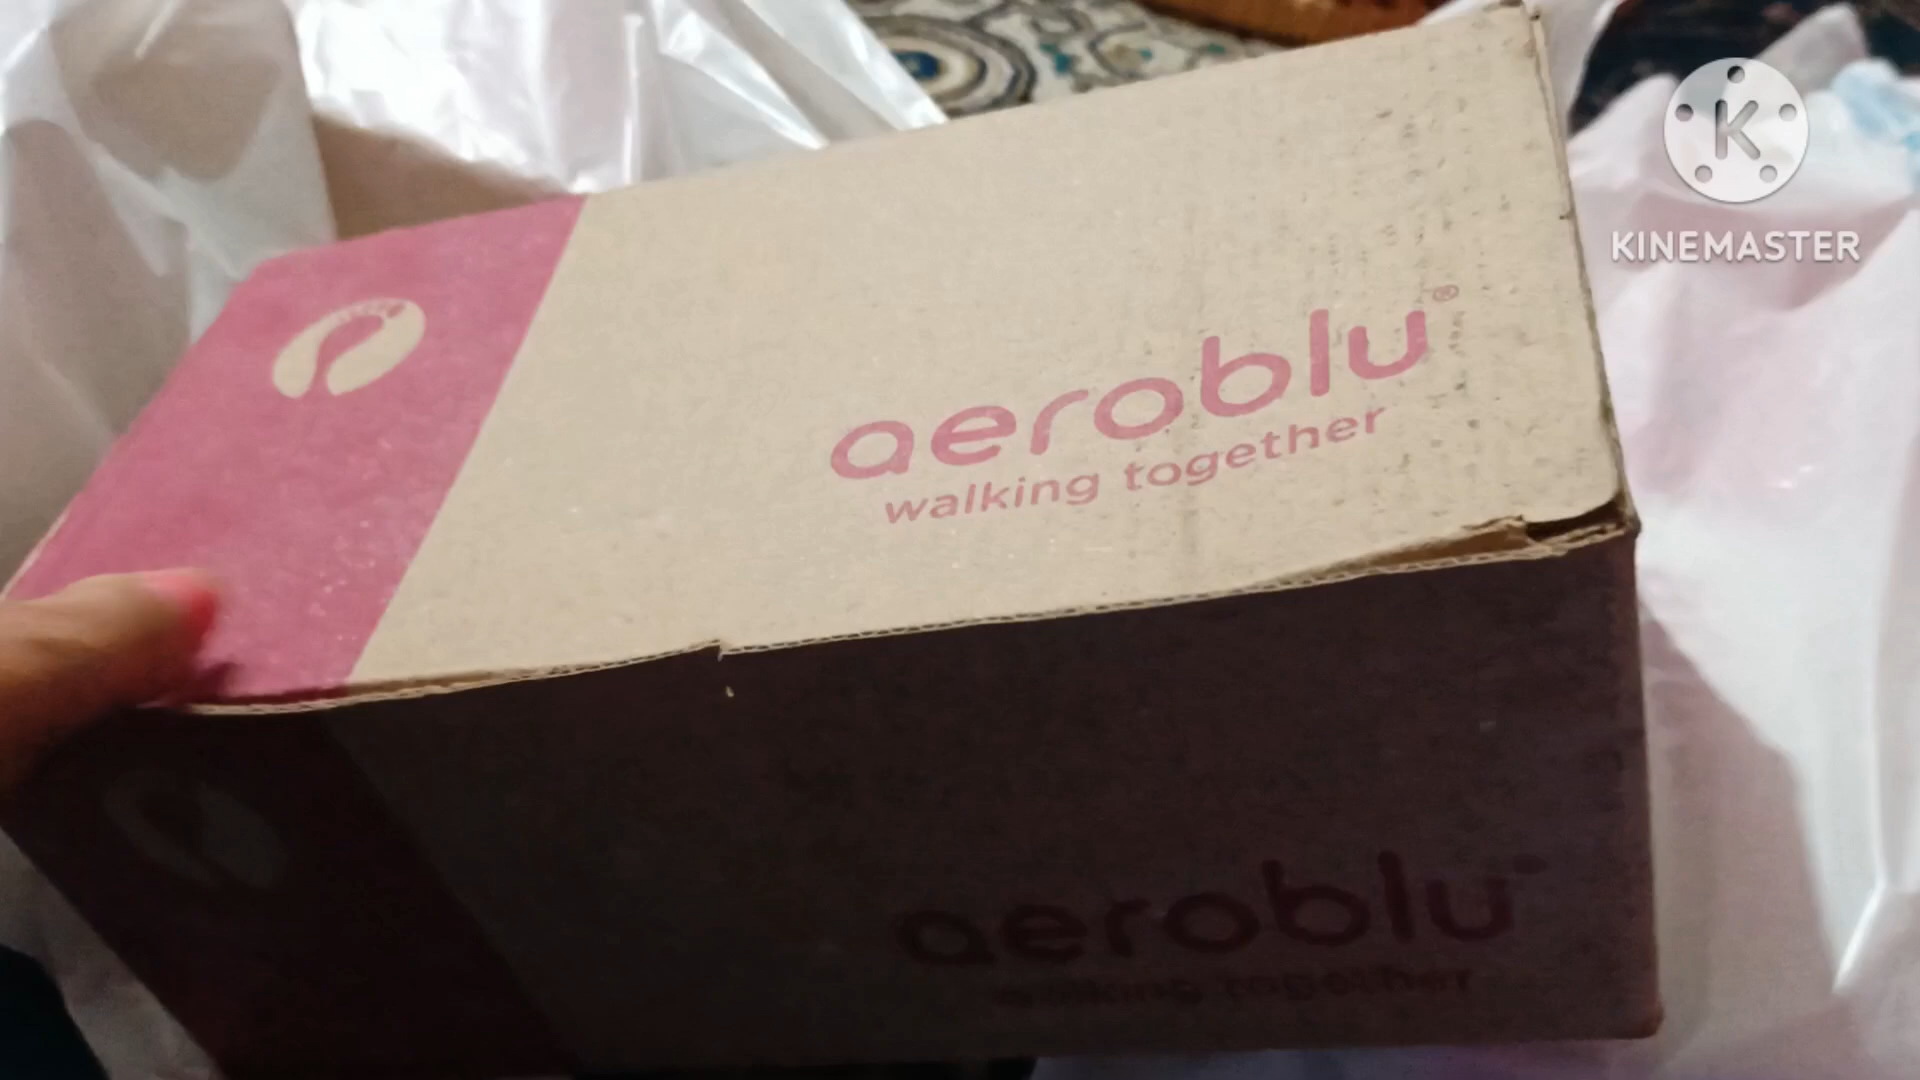 aeroblu®
walking together
aeroblu
walking together
KINEMASTER